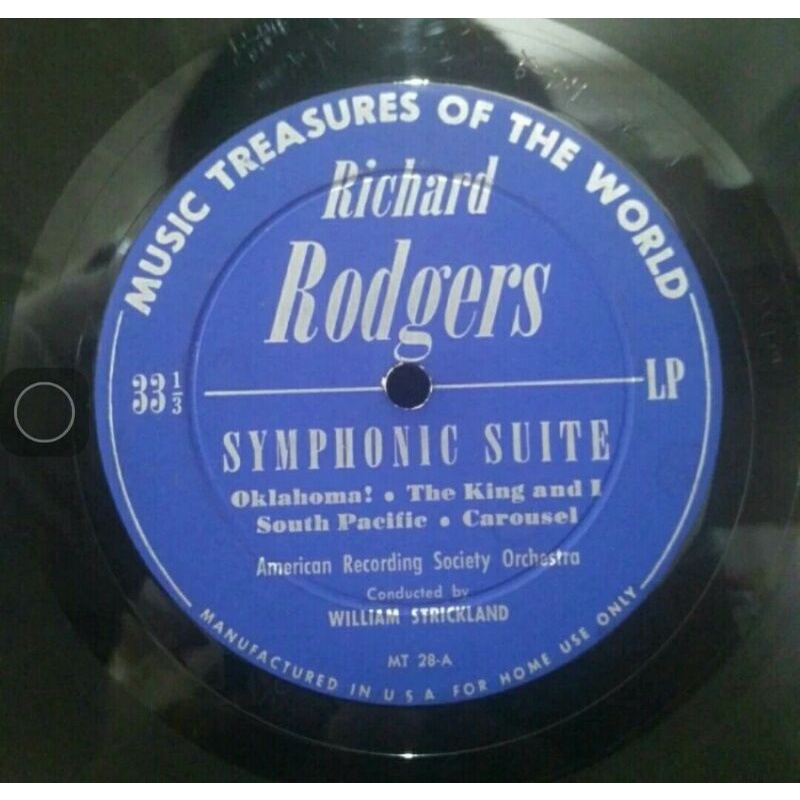 MUSIC TREASURES OF THE WORLD
Richard
Rodgers
33 1/3
LP
SYMPHONIC SUITE
Oklahoma! • The King and I
South Pacific • Carousel
American Recording Society Orchestra
Conducted by
WILLIAM STRICKLAND
MT 28-A
MANUFACTURED IN U S A FOR HOME USE ONLY